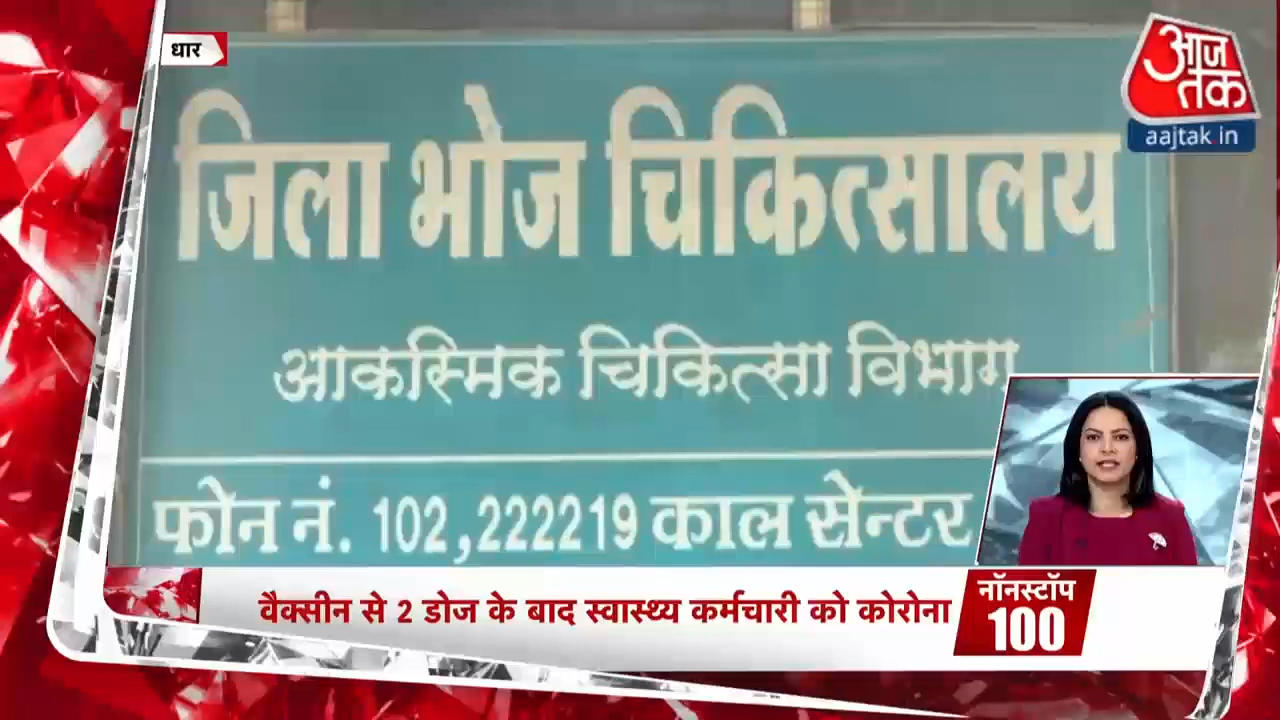 धार
आज
तक
aajtak.in
जिला भोज चिकित्सालय
आकस्मिक चिकित्सा विभाग
फोन नं. 102,222219 काल सेन्टर
वैक्सीन से 2 डोज के बाद स्वास्थ्य कर्मचारी को कोरोना
नॉनस्टॉप
100